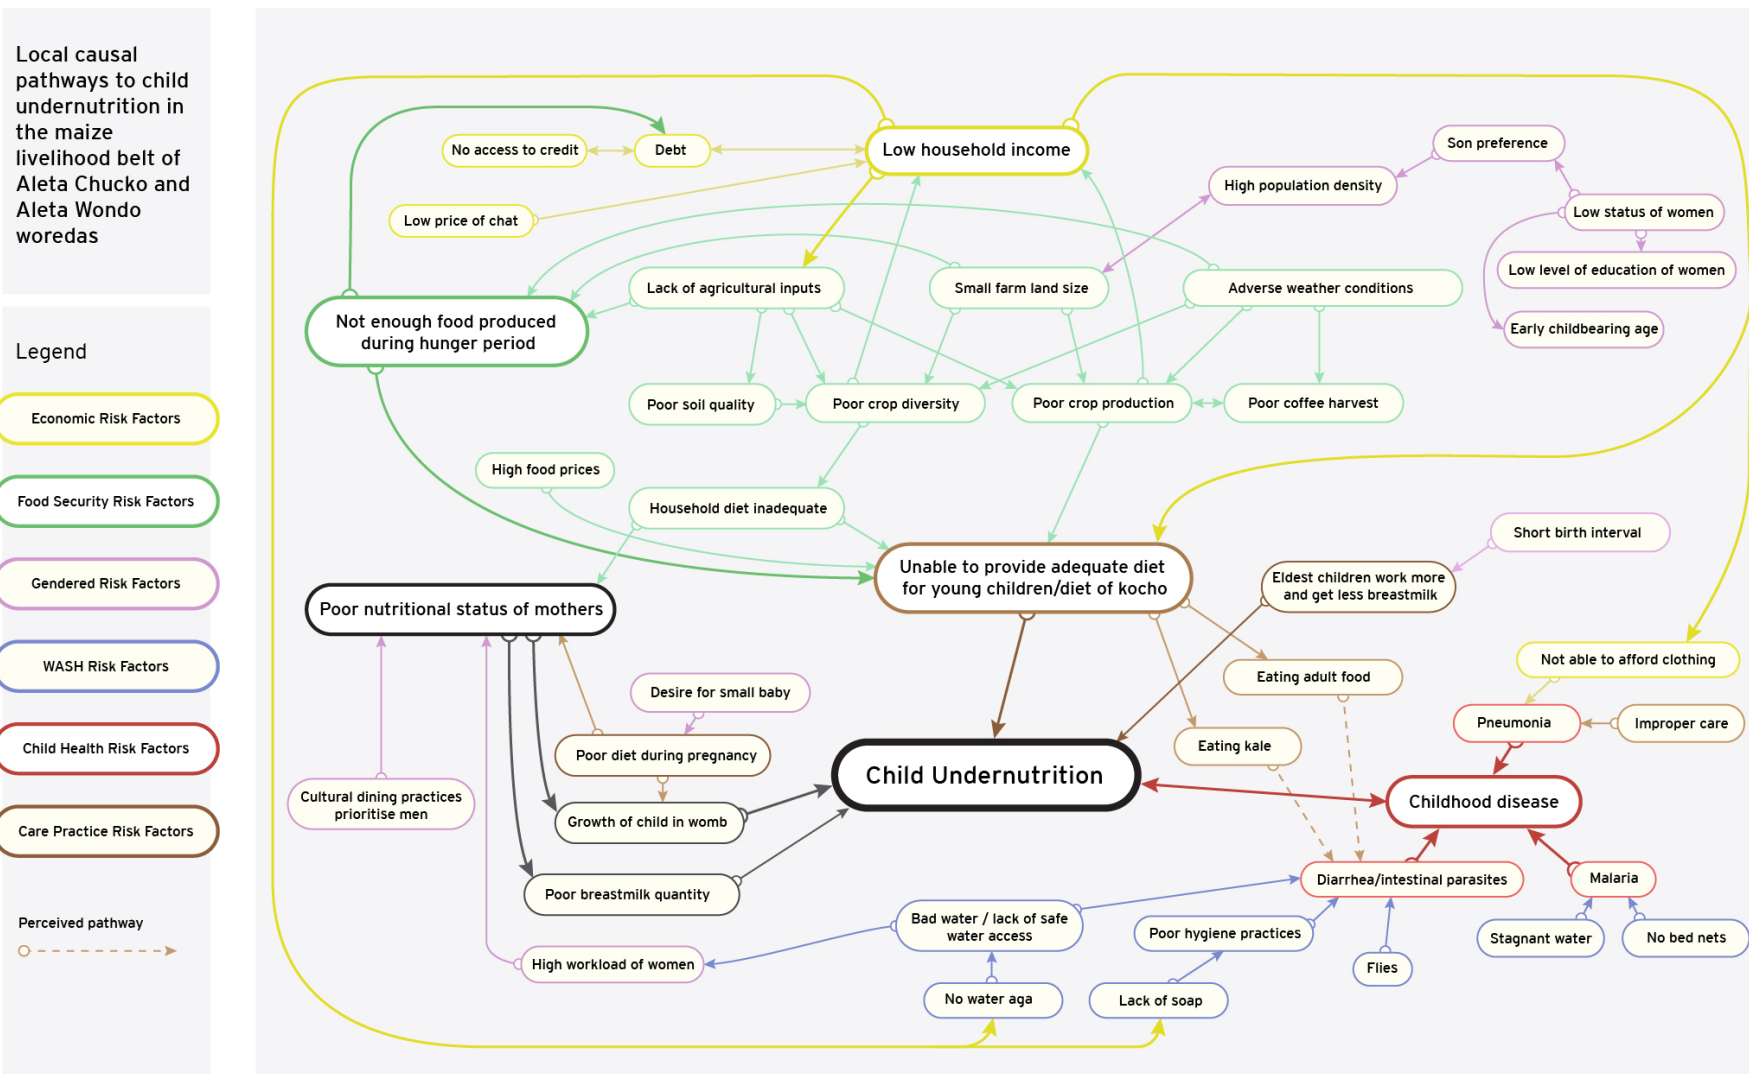 Local causal
pathways to child
undernutrition in
the maize
livelihood belt of
Aleta Chucko and
Aleta Wondo
woredas
Legend
Economic Risk Factors
Food Security Risk Factors
Gendered Risk Factors
WASH Risk Factors
Child Health Risk Factors
Care Practice Risk Factors
Perceived pathway
No access to credit
Debt
Low household income
Son preference
High population density
Low price of chat
Low status of women
Low level of education of women
Early childbearing age
Lack of agricultural inputs
Small farm land size
Adverse weather conditions
Not enough food produced
during hunger period
Poor soil quality
Poor crop diversity
Poor crop production
Poor coffee harvest
High food prices
Household diet inadequate
Short birth interval
Unable to provide adequate diet
for young children/diet of kocho
Eldest children work more
and get less breastmilk
Poor nutritional status of mothers
Not able to afford clothing
Eating adult food
Desire for small baby
Pneumonia
Improper care
Eating kale
Poor diet during pregnancy
Child Undernutrition
Cultural dining practices
prioritise men
Childhood disease
Growth of child in womb
Diarrhea/intestinal parasites
Malaria
Poor breastmilk quantity
Bad water / lack of safe
water access
Poor hygiene practices
Stagnant water
No bed nets
High workload of women
Flies
No water aga
Lack of soap